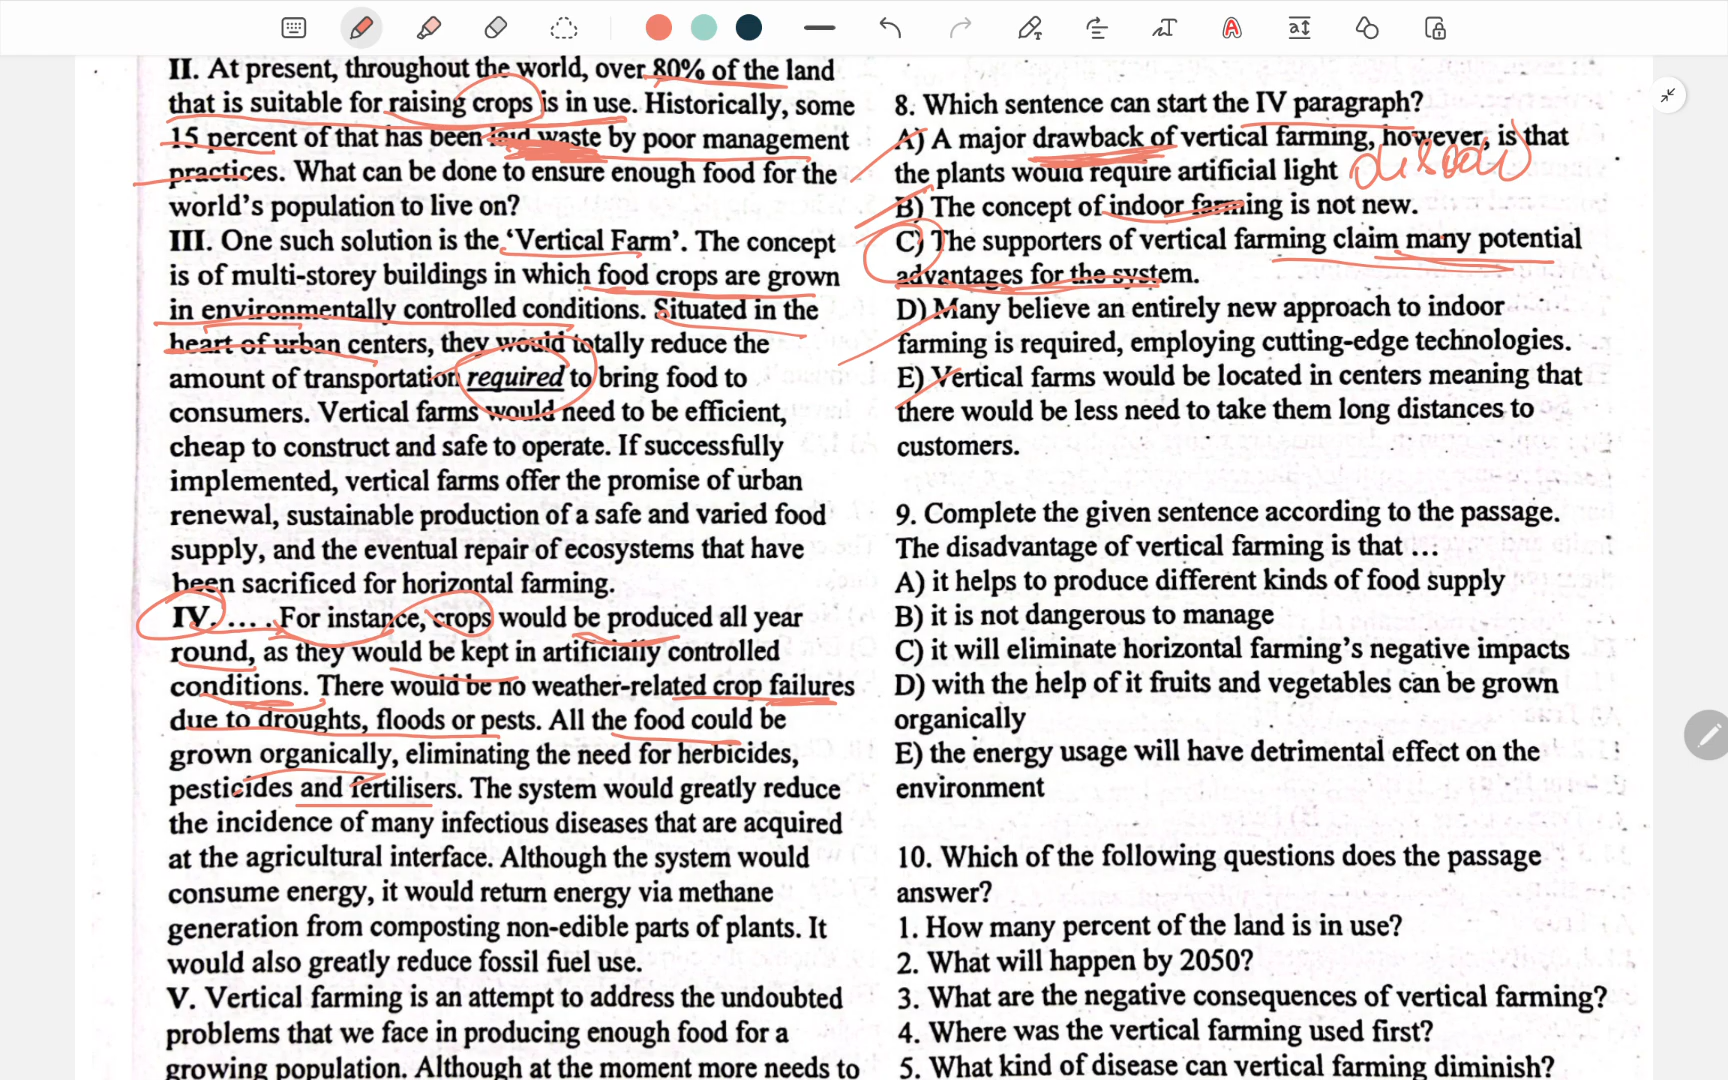 II. At present, throughout the world, over 80% of the land
that is suitable for raising crops is in use. Historically, some
15 percent of that has been laid waste by poor management
practices. What can be done to ensure enough food for the
world's population to live on?
III. One such solution is the 'Vertical Farm'. The concept
is of multi-storey buildings in which food crops are grown
in environmentally controlled conditions. Situated in the
heart of urban centers, they would totally reduce the
amount of transportation required to bring food to
consumers. Vertical farms would need to be efficient,
cheap to construct and safe to operate. If successfully
implemented, vertical farms offer the promise of urban
renewal, sustainable production of a safe and varied food
supply, and the eventual repair of ecosystems that have
been sacrificed for horizontal farming.
IV. .... For instance, crops would be produced all year
round, as they would be kept in artificially controlled
conditions. There would be no weather-related crop failures
due to droughts, floods or pests. All the food could be
grown organically, eliminating the need for herbicides,
pesticides and fertilisers. The system would greatly reduce
the incidence of many infectious diseases that are acquired
at the agricultural interface. Although the system would
consume energy, it would return energy via methane
generation from composting non-edible parts of plants. It
would also greatly reduce fossil fuel use.
V. Vertical farming is an attempt to address the undoubted
problems that we face in producing enough food for a
growing population. Although at the moment more needs to
8. Which sentence can start the IV paragraph?
A) A major drawback of vertical farming, however, is that
the plants would require artificial light
B) The concept of indoor farming is not new.
C) The supporters of vertical farming claim many potential
advantages for the system.
D) Many believe an entirely new approach to indoor
farming is required, employing cutting-edge technologies.
E) Vertical farms would be located in centers meaning that
there would be less need to take them long distances to
customers.
9. Complete the given sentence according to the passage.
The disadvantage of vertical farming is that …:
A) it helps to produce different kinds of food supply
B) it is not dangerous to manage
C) it will eliminate horizontal farming's negative impacts
D) with the help of it fruits and vegetables can be grown
organically
E) the energy usage will have detrimental effect on the
environment
10. Which of the following questions does the passage
answer?
1. How many percent of the land is in use?
2. What will happen by 2050?
3. What are the negative consequences of vertical farming?
4. Where was the vertical farming used first?
5. What kind of disease can vertical farming diminish?